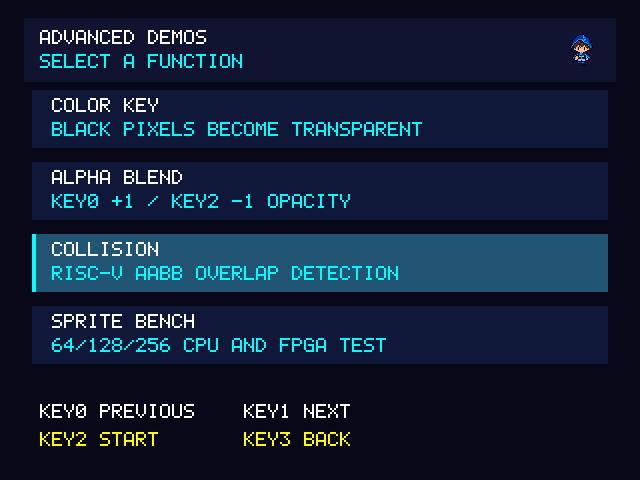 ADVANCED DEMOS
SELECT A FUNCTION
COLOR KEY
BLACK PIXELS BECOME TRANSPARENT
ALPHA BLEND
KEY0 +1 / KEY2 -1 OPACITY
COLLISION
RISC-V AABB OVERLAP DETECTION
SPRITE BENCH
64/128/256 CPU AND FPGA TEST
KEY0 PREVIOUS KEY1 NEXT
KEY2 START KEY3 BACK